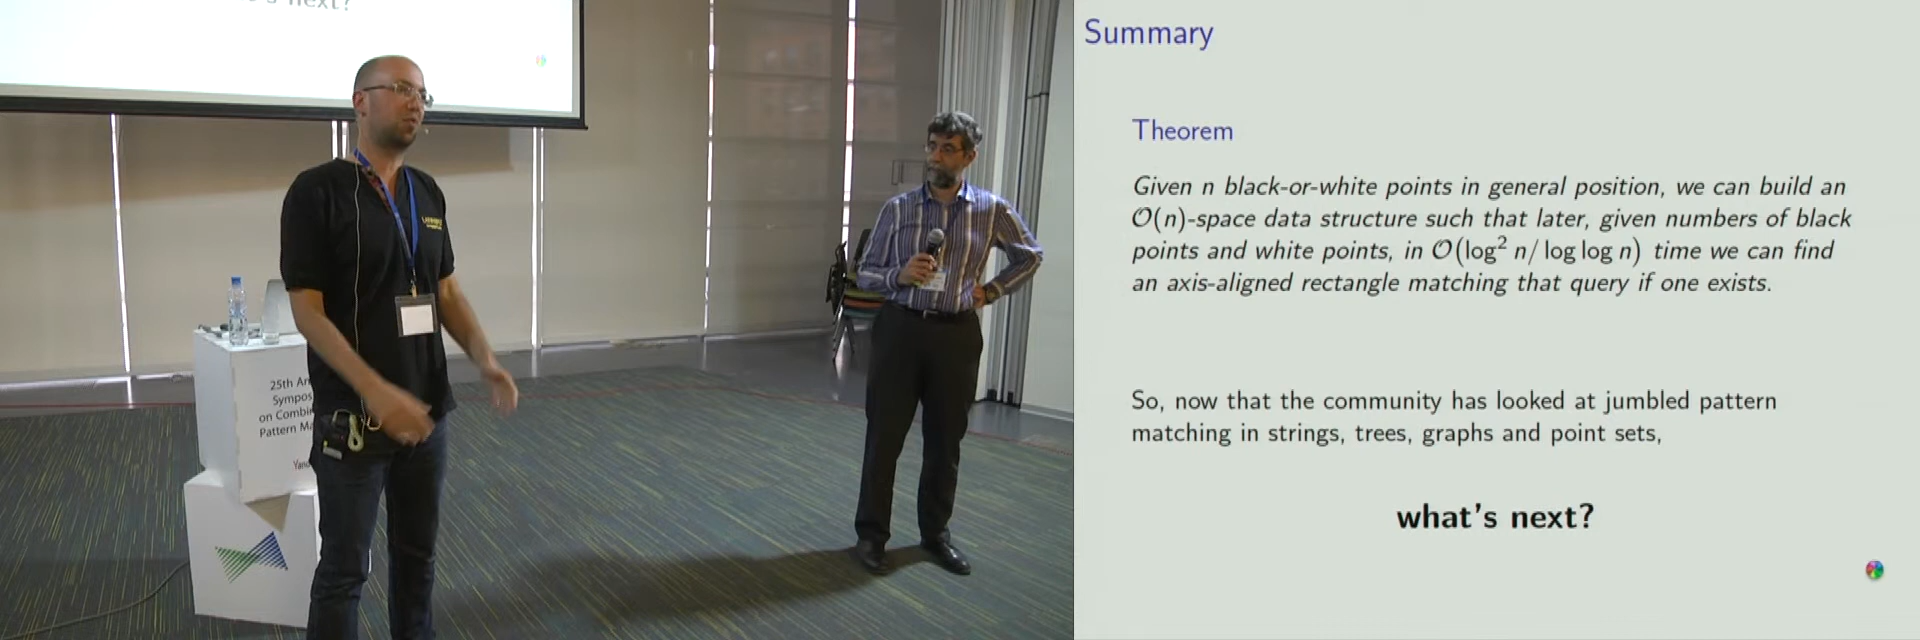 's next?
25th An
Sympos
on Combi
Pattern Ma
Yand
Summary
Theorem
Given n black-or-white points in general position, we can build an
O(n)-space data structure such that later, given numbers of black
points and white points, in O(log² n/ log log n) time we can find
an axis-aligned rectangle matching that query if one exists.
So, now that the community has looked at jumbled pattern
matching in strings, trees, graphs and point sets,
what's next?